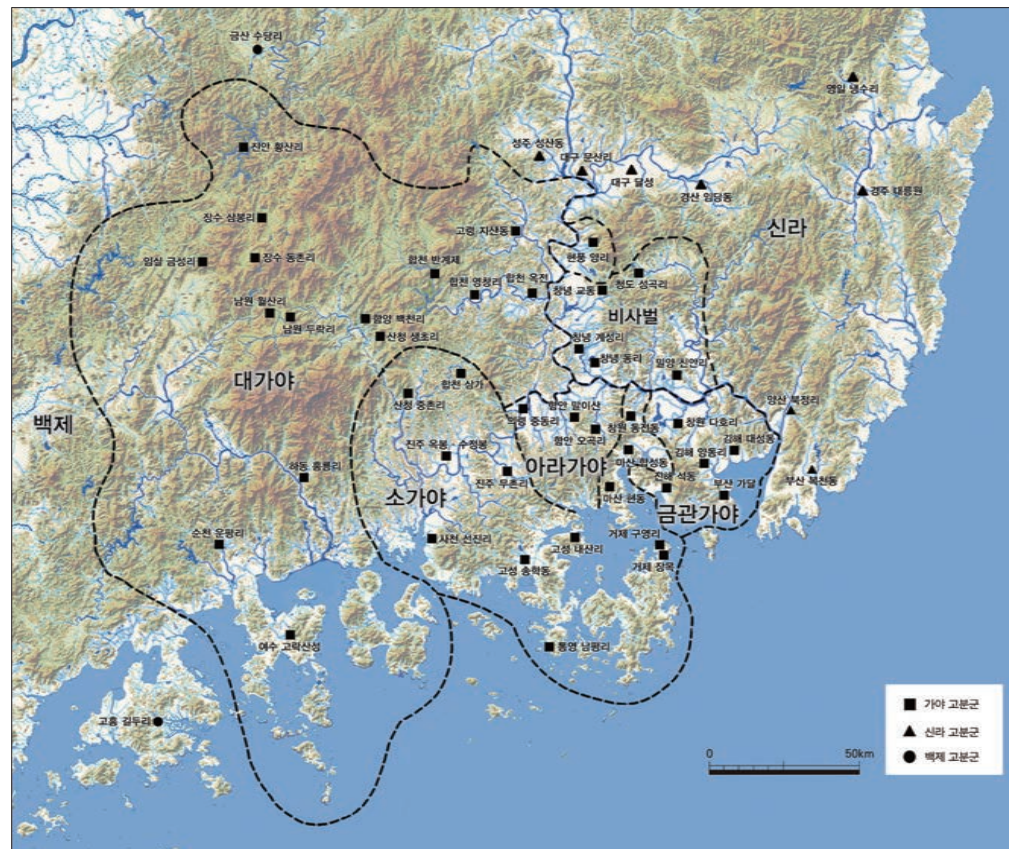 금산 수당리
영일 냉수리
진안 황산리
성주 성산동
대구 문산리
대구 달성
경산 임당동
경주 대릉원
장수 삼봉리
고령 지산동
신라
현풍 양리
임실 금성리
장수 동촌리
합천 반계제
합천 영창리
합천 옥전
창녕 교동
청도 성곡리
비사벌
남원 월산리
남원 두락리
함양 백천리
산청 생초리
창녕 계성리
창녕 동리
밀양 신안리
대가야
합천 삼가
산청 중촌리
백제
의령 중동리
함안 말이산
함안 오곡리
창원 동전동
창원 다호리
양산 북정리
김해 대성동
진주 옥봉 · 수정봉
아라가야
마산 합성동
김해 양동리
하동 흥룡리
소가야
진주 무촌리
마산 현동
진해 석동
부산 가달
부산 복천동
금관가야
순천 운평리
사천 선진리
고성 내산리
거제 구영리
고성 송학동
거제 장목
여수 고락산성
통영 남평리
고흥 길두리
가야 고분군
신라 고분군
백제 고분군
0 50km